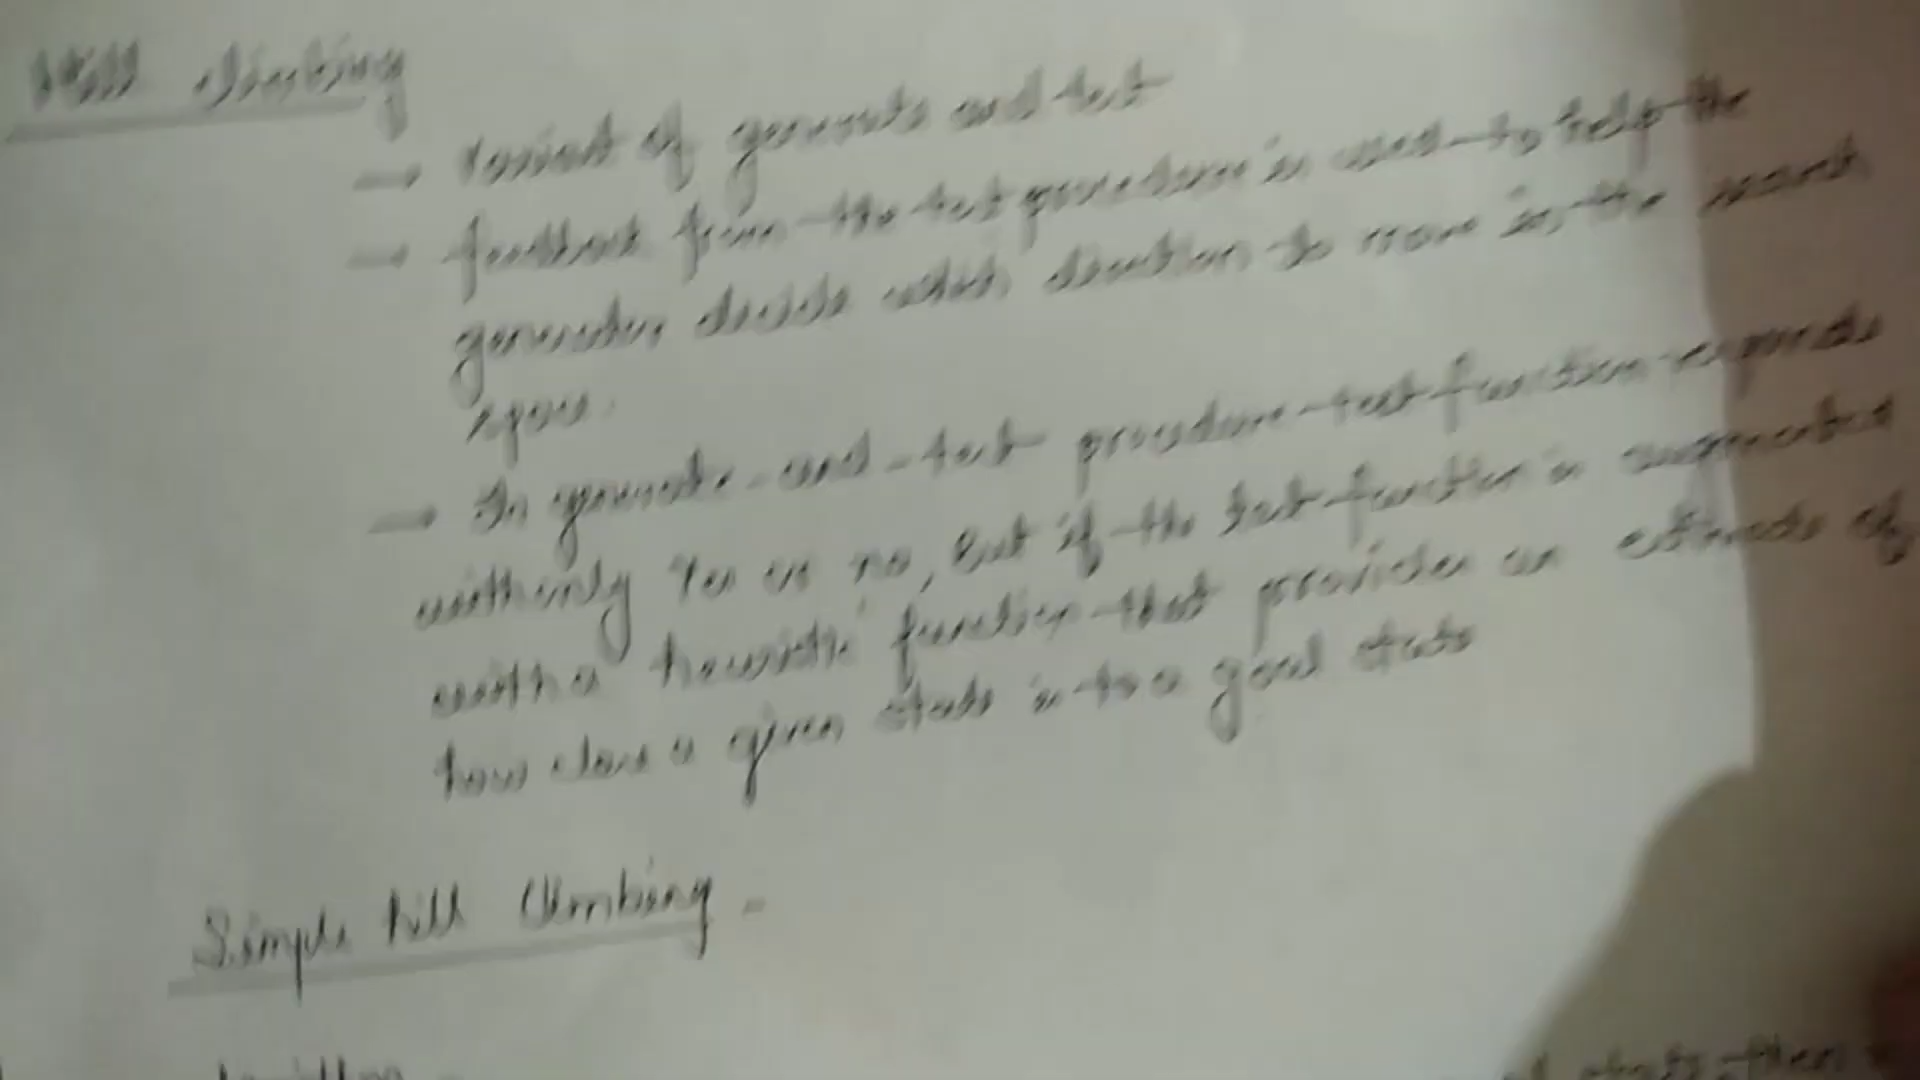 Hill climbing
→ Variant of generate and test
→ feedback from the test procedure is used to help the
generator decide which direction to move in the search
space.
→ In generate-and-test procedure test function responds
with only Yes or no, but if the test function is augmented
with a heuristic function that provides an estimate of
how close a given state is to a goal state
Simple hill Climbing -
Algorithm -
state, then